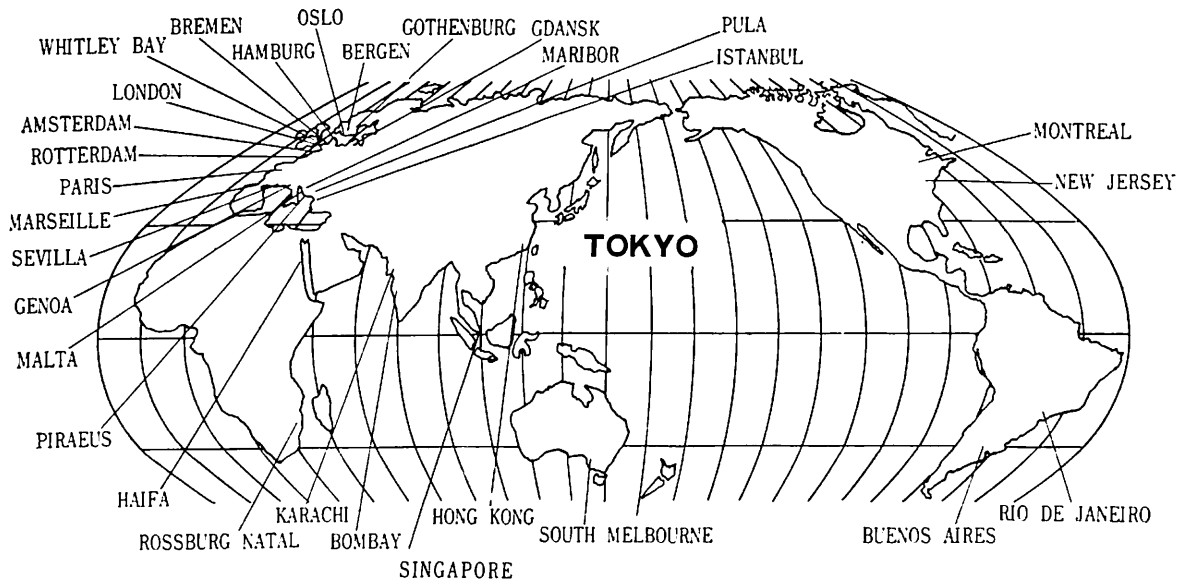 OSLO
BREMEN
GOTHENBURG
GDANSK
PULA
WHITLEY BAY
HAMBURG
BERGEN
MARIBOR
ISTANBUL
LONDON
AMSTERDAM
MONTREAL
ROTTERDAM
PARIS
NEW JERSEY
MARSEILLE
TOKYO
SEVILLA
GENOA
MALTA
PIRAEUS
HAIFA
KARACHI
HONG KONG
RIO DE JANEIRO
ROSSBURG NATAL
BOMBAY
SOUTH MELBOURNE
BUENOS AIRES
SINGAPORE